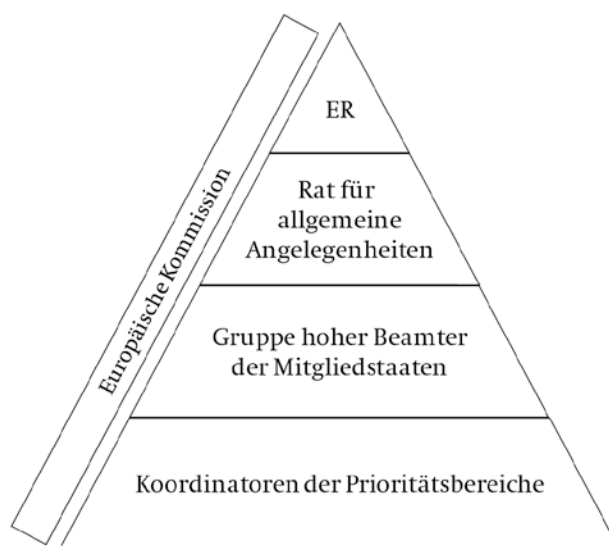 ER
Rat für
allgemeine
Angelegenheiten
Europäische Kommission
Gruppe hoher Beamter
der Mitgliedstaaten
Koordinatoren der Prioritätsbereiche